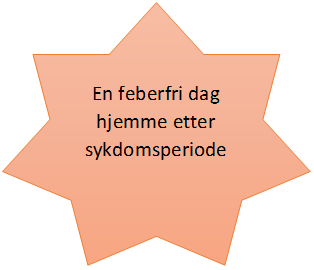 En feberfri dag
hjemme etter
sykdomsperiode